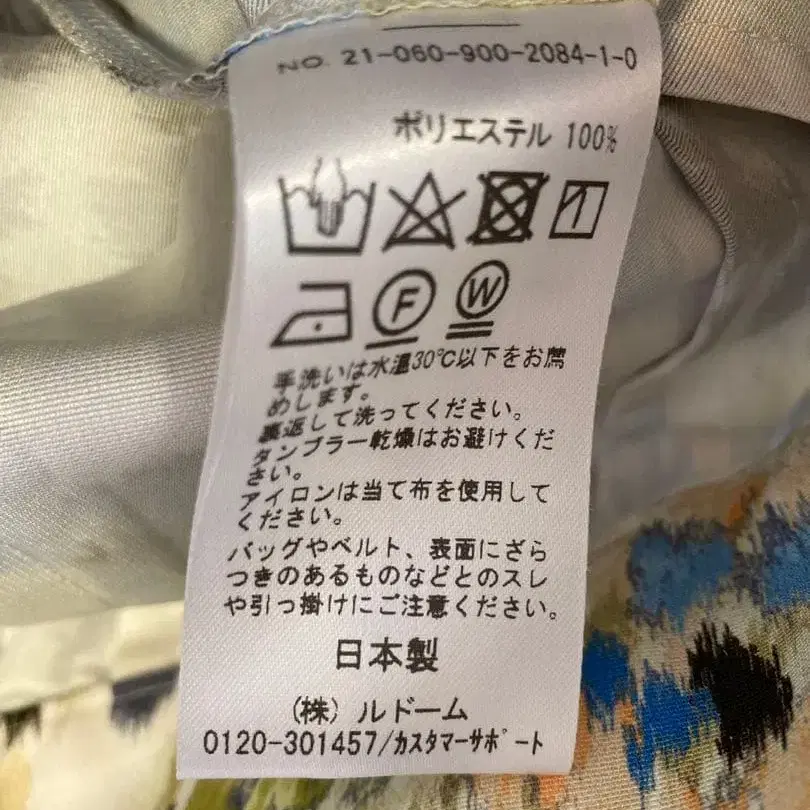 NO. 21-060-900-2084-1-0
ポリエステル 100%
F W
手洗いは水温30℃以下をお薦
めします。
裏返して洗ってください。
タンブラー乾燥はお避けくだ
さい。
アイロンは当て布を使用して
ください。
バッグやベルト、表面にざら
つきのあるものなどとのスレ
や引っ掛けにご注意ください。
日本製
(株) ルドーム
0120-301457/カスタマーサポート